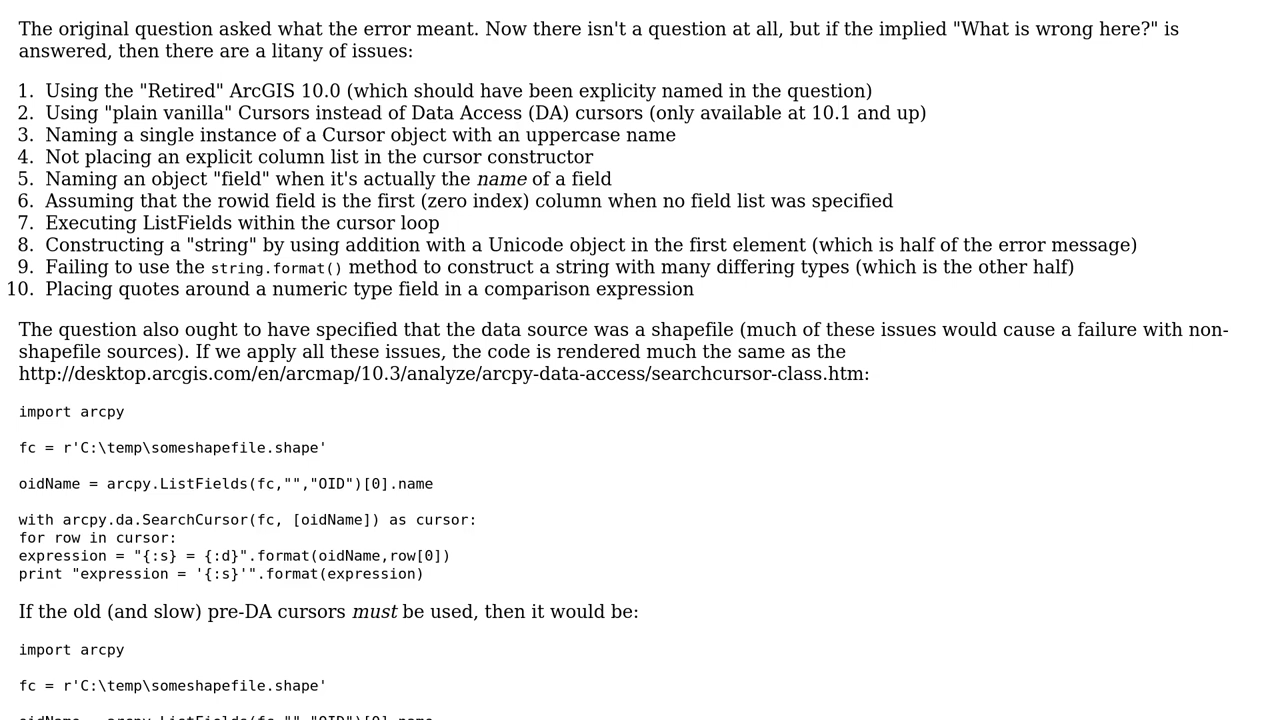 The original question asked what the error meant. Now there isn't a question at all, but if the implied "What is wrong here?" is
answered, then there are a litany of issues:
1. Using the "Retired" ArcGIS 10.0 (which should have been explicity named in the question)
2. Using "plain vanilla" Cursors instead of Data Access (DA) cursors (only available at 10.1 and up)
3. Naming a single instance of a Cursor object with an uppercase name
4. Not placing an explicit column list in the cursor constructor
5. Naming an object "field" when it's actually the name of a field
6. Assuming that the rowid field is the first (zero index) column when no field list was specified
7. Executing ListFields within the cursor loop
8. Constructing a "string" by using addition with a Unicode object in the first element (which is half of the error message)
9. Failing to use the string.format() method to construct a string with many differing types (which is the other half)
10. Placing quotes around a numeric type field in a comparison expression
The question also ought to have specified that the data source was a shapefile (much of these issues would cause a failure with non-
shapefile sources). If we apply all these issues, the code is rendered much the same as the
http://desktop.arcgis.com/en/arcmap/10.3/analyze/arcpy-data-access/searchcursor-class.htm:
import arcpy
fc = r'C:\temp\someshapefile.shape'
oidName = arcpy.ListFields(fc,"","OID")[0].name
with arcpy.da.SearchCursor(fc, [oidName]) as cursor:
for row in cursor:
expression = "{:s} = {:d}".format(oidName,row[0])
print "expression = '{:s}'".format(expression)
If the old (and slow) pre-DA cursors must be used, then it would be:
import arcpy
fc = r'C:\temp\someshapefile.shape'
oidName = arcpy.ListFields(fc,"","OID")[0].name